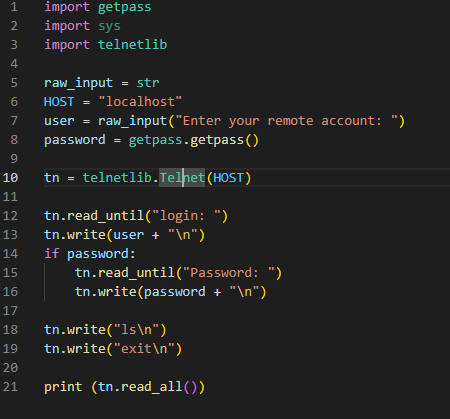 1 import getpass
2 import sys
3 import telnetlib
4
5 raw_input = str
6 HOST = "localhost"
7 user = raw_input("Enter your remote account: ")
8 password = getpass.getpass()
9
10 tn = telnetlib.Telnet(HOST)
11
12 tn.read_until("login: ")
13 tn.write(user + "\n")
14 if password:
15     tn.read_until("Password: ")
16     tn.write(password + "\n")
17
18 tn.write("ls\n")
19 tn.write("exit\n")
20
21 print (tn.read_all())